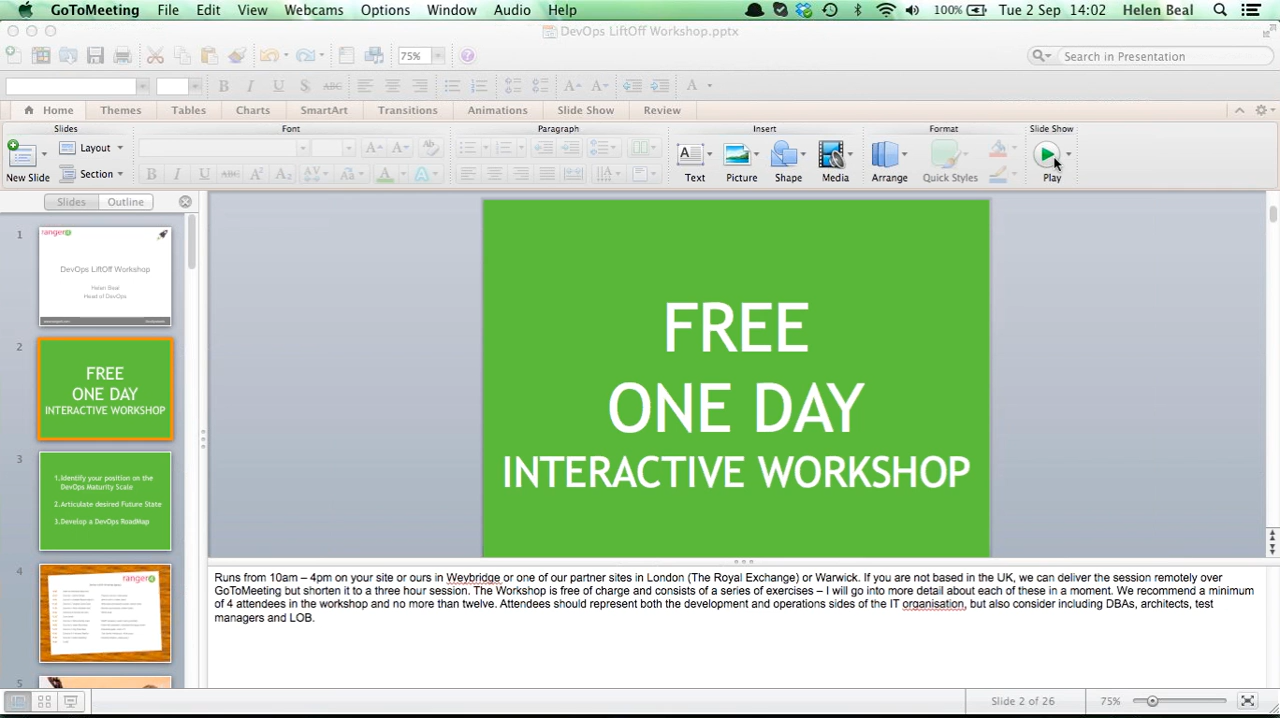 GoToMeeting File Edit View Webcams Options Window Audio Help 100% Tue 2 Sep 14:02 Helen Beal
DevOps LiftOff Workshop.pptx
75% Search in Presentation
B I U S ABC A A A
Home Themes Tables Charts SmartArt Transitions Animations Slide Show Review
Slides Font Paragraph Insert Format Slide Show
Layout
New Slide Section Text Picture Shape Media Arrange Quick Styles Play
Slides Outline
1
ranger4
DevOps LiftOff Workshop
Helen Beal
Head of DevOps
2
FREE
ONE DAY
INTERACTIVE WORKSHOP
3
1.Identify your position on the
DevOps Maturity Scale
2.Articulate desired Future State
3.Develop a DevOps RoadMap
4
ranger4
5
FREE
ONE DAY
INTERACTIVE WORKSHOP
Runs from 10am – 4pm on your site or ours in Weybridge or one of our partner sites in London (The Royal Exchange) or Warwick. If you are not based in the UK, we can deliver the session remotely over
GoToMeeting but shorten it to a three hour session. The Workshop is free of charge and consists of a series of Exercises – I will go into more detail about each of these in a moment. We recommend a minimum
of 4 attendees in the workshop and no more than twelve. Attendees should represent both the development and operations sides of the IT organisation, but also consider including DBAs, architects, test
managers and LOB.
Slide 2 of 26 75%